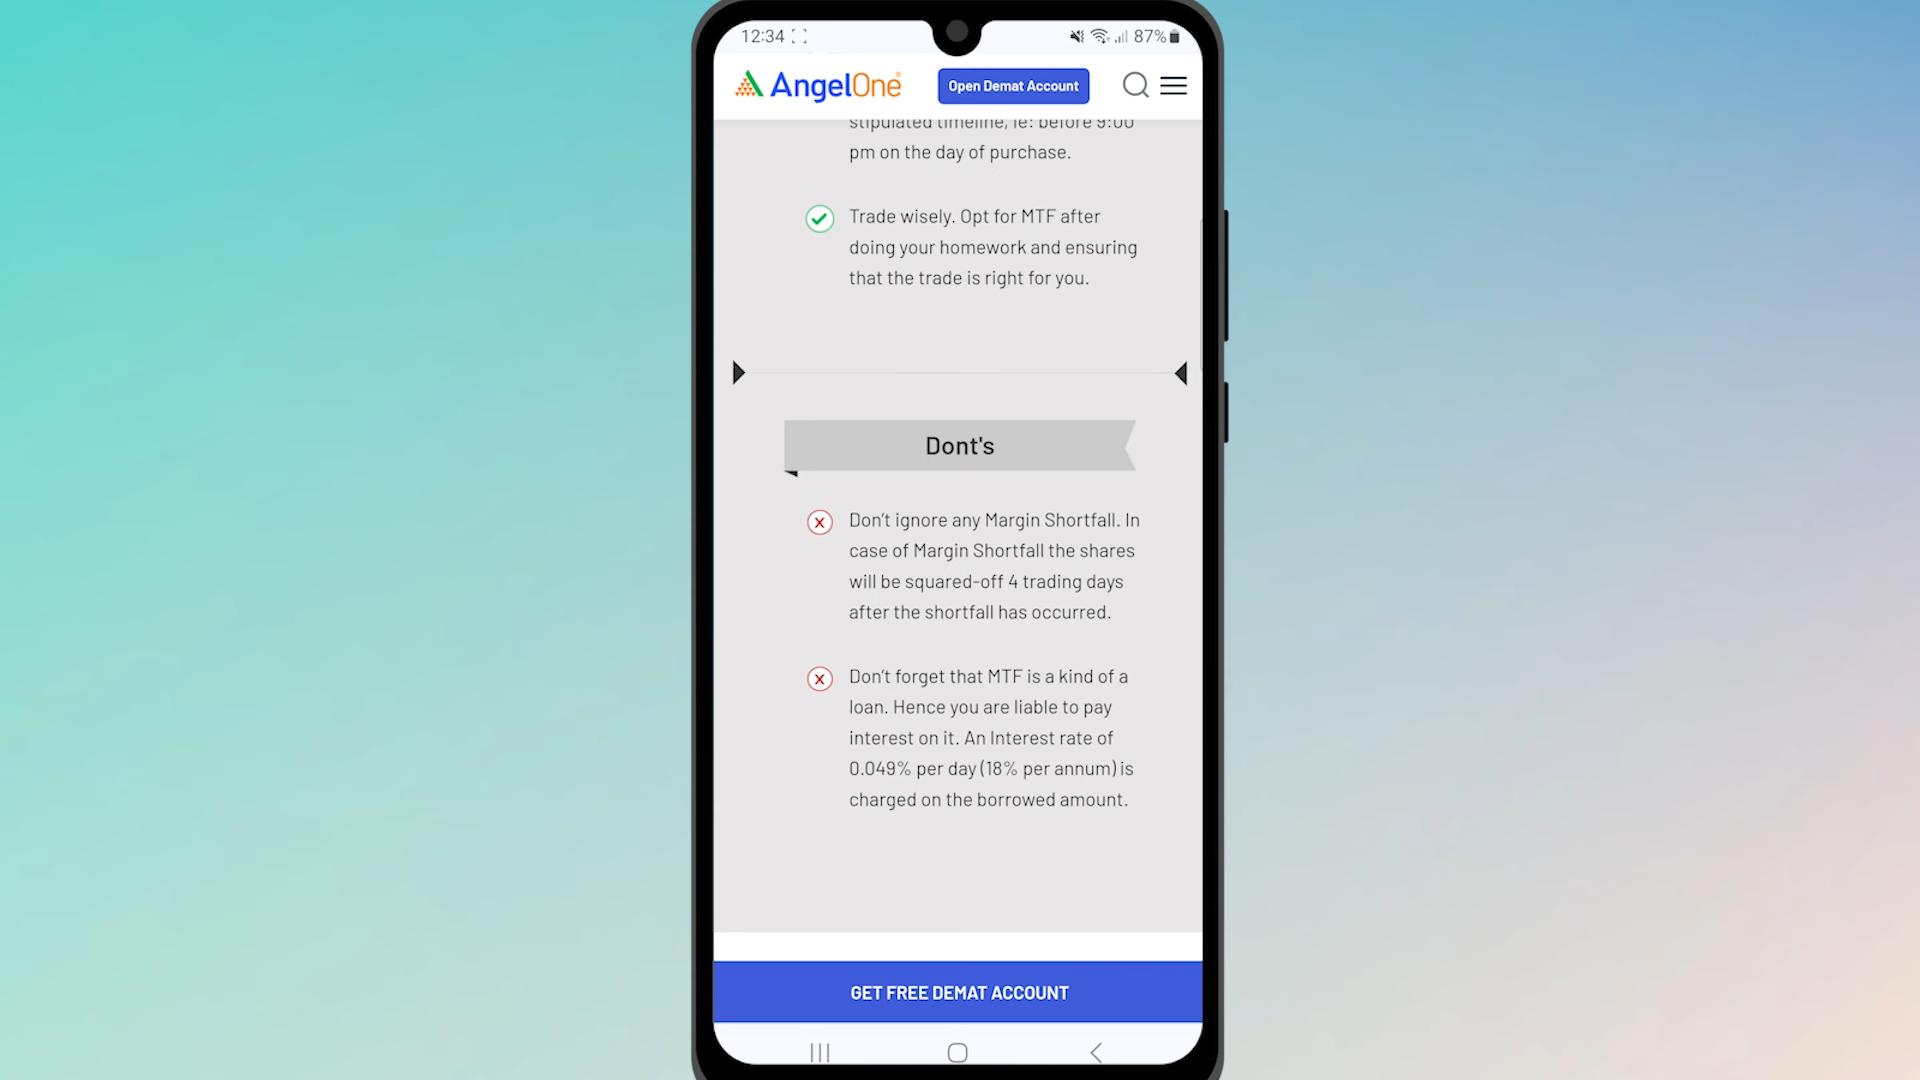 12:34
87%
AngelOne
Open Demat Account
stipulated timeline, ie: before 9:00
pm on the day of purchase.
Trade wisely. Opt for MTF after
doing your homework and ensuring
that the trade is right for you.
Dont's
Don't ignore any Margin Shortfall. In
case of Margin Shortfall the shares
will be squared-off 4 trading days
after the shortfall has occurred.
Don't forget that MTF is a kind of a
loan. Hence you are liable to pay
interest on it. An Interest rate of
0.049% per day (18% per annum) is
charged on the borrowed amount.
GET FREE DEMAT ACCOUNT